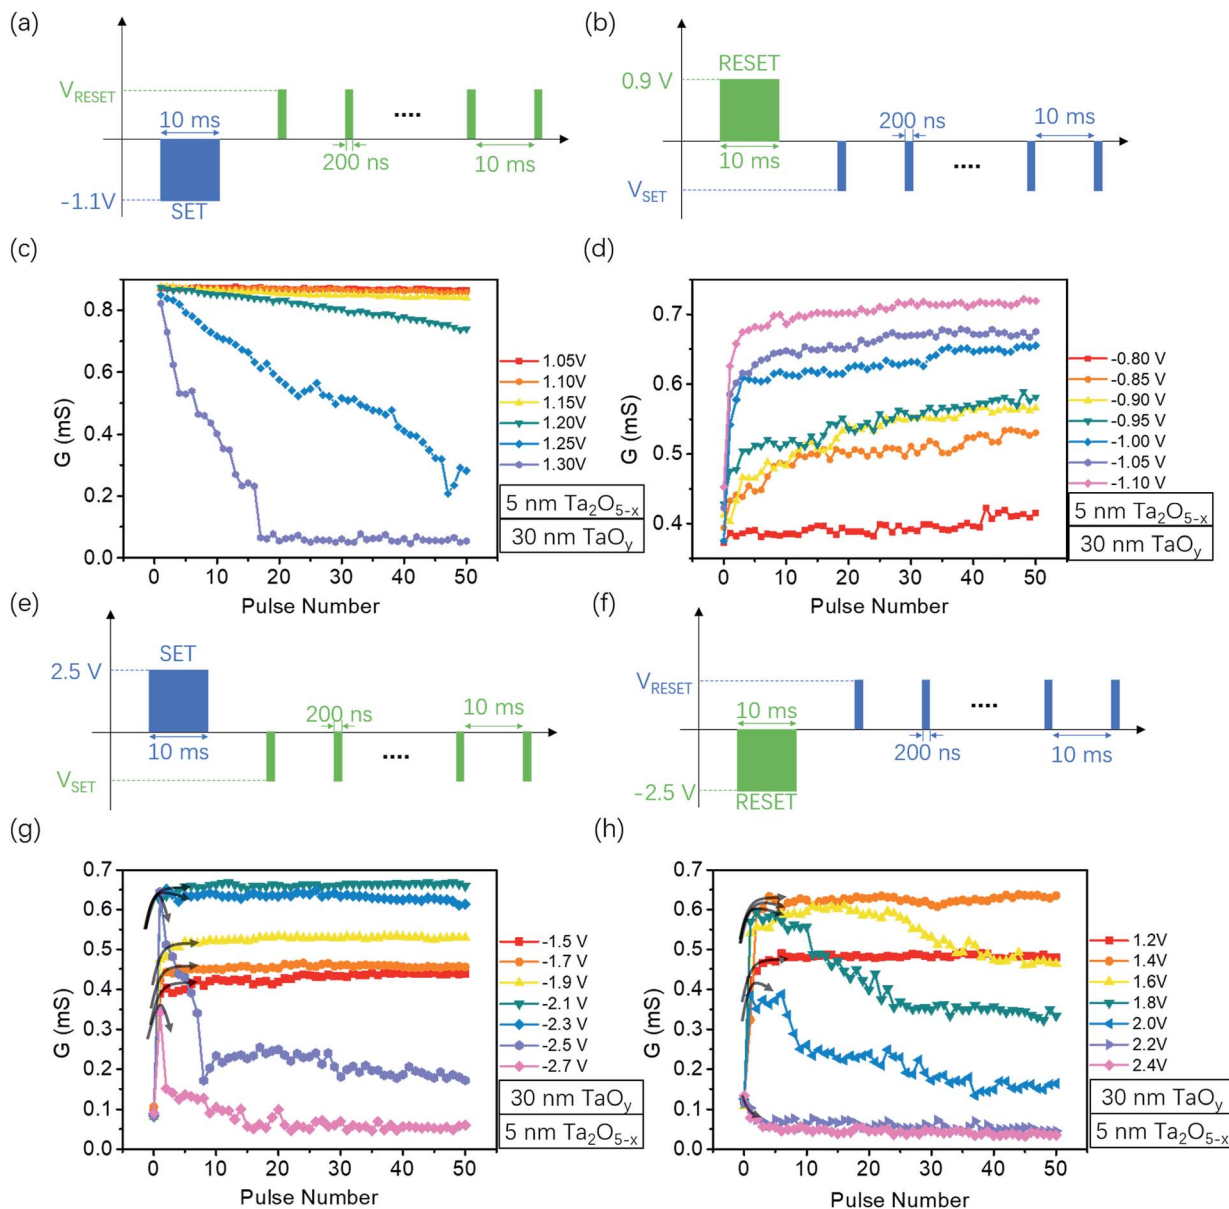 (a)
V_RESET
10 ms
....
200 ns
10 ms
-1.1V
SET
(b)
RESET
0.9 V
10 ms
200 ns
10 ms
....
V_SET
(c)
0.8
0.6
0.4
0.2
0.0
G (mS)
0 10 20 30 40 50
Pulse Number
1.05V
1.10V
1.15V
1.20V
1.25V
1.30V
5 nm Ta₂O₅₋ₓ
30 nm TaO_y
(d)
0.7
0.6
0.5
0.4
G (mS)
0 10 20 30 40 50
Pulse Number
-0.80 V
-0.85 V
-0.90 V
-0.95 V
-1.00 V
-1.05 V
-1.10 V
5 nm Ta₂O₅₋ₓ
30 nm TaO_y
(e)
SET
2.5 V
10 ms
200 ns
10 ms
....
V_SET
(f)
V_RESET
10 ms
....
200 ns
10 ms
-2.5 V
RESET
(g)
0.7
0.6
0.5
0.4
0.3
0.2
0.1
0.0
G (mS)
0 10 20 30 40 50
Pulse Number
-1.5 V
-1.7 V
-1.9 V
-2.1 V
-2.3 V
-2.5 V
-2.7 V
30 nm TaO_y
5 nm Ta₂O₅₋ₓ
(h)
0.7
0.6
0.5
0.4
0.3
0.2
0.1
0.0
G (mS)
0 10 20 30 40 50
Pulse Number
1.2V
1.4V
1.6V
1.8V
2.0V
2.2V
2.4V
30 nm TaO_y
5 nm Ta₂O₅₋ₓ